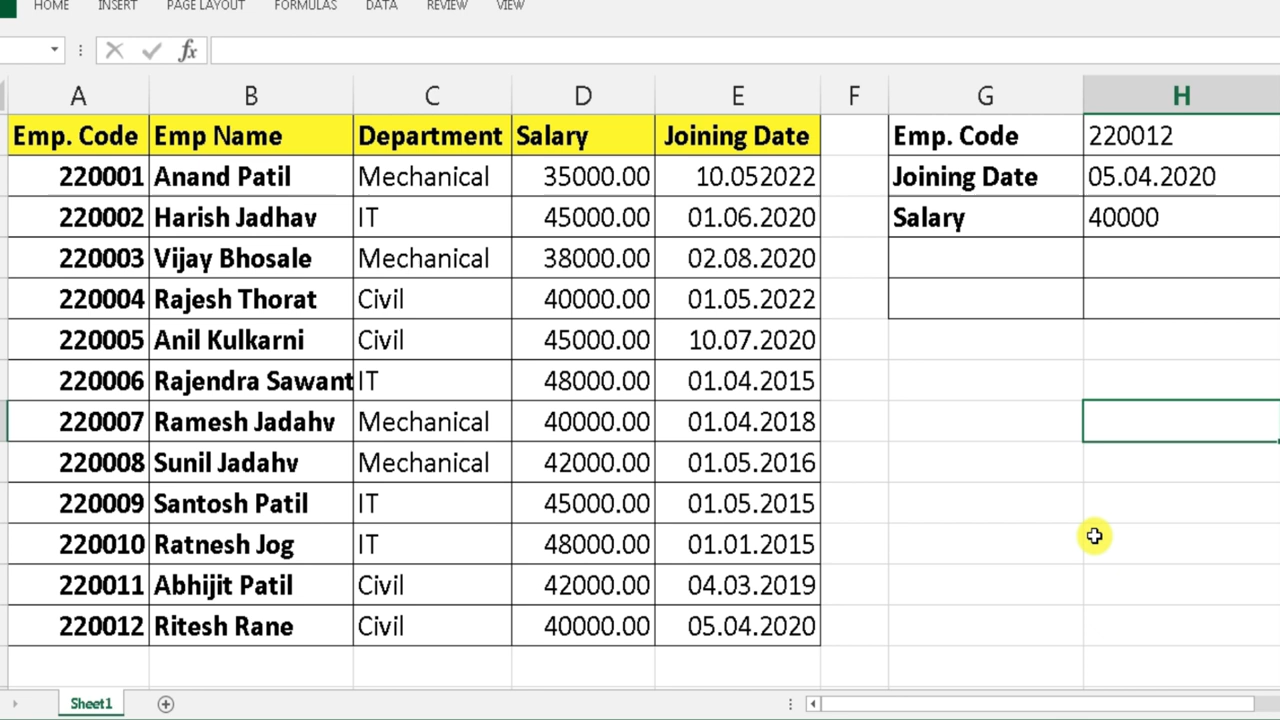 HOME INSERT PAGE LAYOUT FORMULAS DATA REVIEW VIEW
fx
A B C D E F G H
Emp. Code Emp Name Department Salary Joining Date Emp. Code 220012
220001 Anand Patil Mechanical 35000.00 10.052022 Joining Date 05.04.2020
220002 Harish Jadhav IT 45000.00 01.06.2020 Salary 40000
220003 Vijay Bhosale Mechanical 38000.00 02.08.2020
220004 Rajesh Thorat Civil 40000.00 01.05.2022
220005 Anil Kulkarni Civil 45000.00 10.07.2020
220006 Rajendra Sawant IT 48000.00 01.04.2015
220007 Ramesh Jadahv Mechanical 40000.00 01.04.2018
220008 Sunil Jadahv Mechanical 42000.00 01.05.2016
220009 Santosh Patil IT 45000.00 01.05.2015
220010 Ratnesh Jog IT 48000.00 01.01.2015
220011 Abhijit Patil Civil 42000.00 04.03.2019
220012 Ritesh Rane Civil 40000.00 05.04.2020
Sheet1